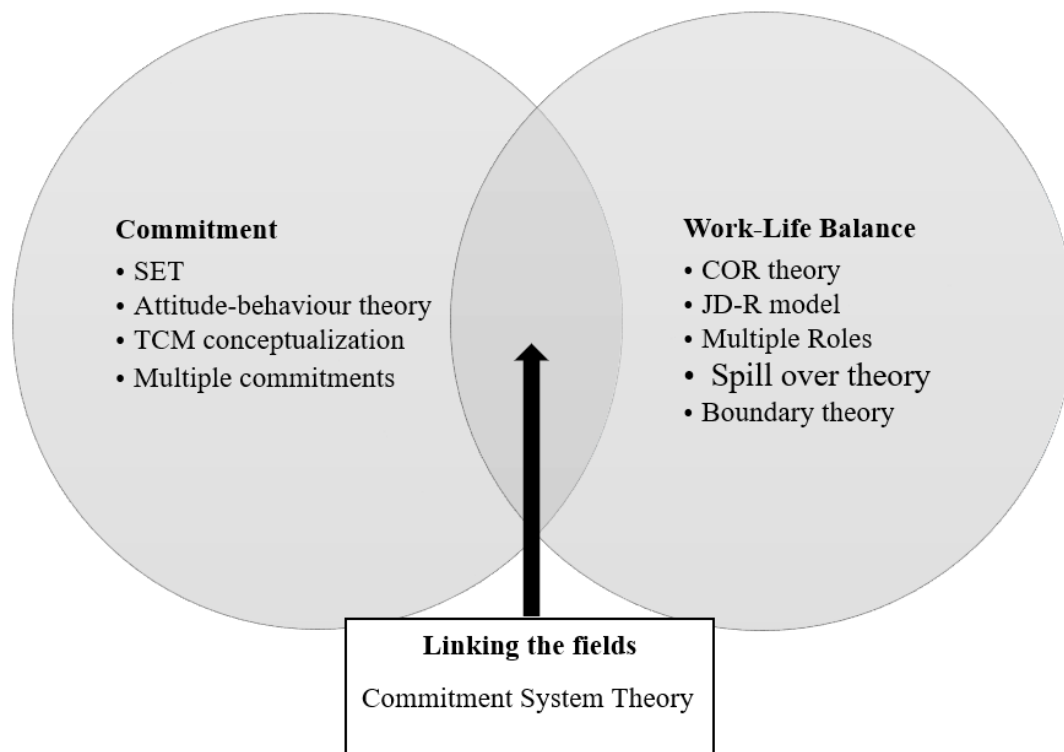 Commitment
• SET
• Attitude-behaviour theory
• TCM conceptualization
• Multiple commitments
Work-Life Balance
• COR theory
• JD-R model
• Multiple Roles
• Spill over theory
• Boundary theory
Linking the fields
Commitment System Theory